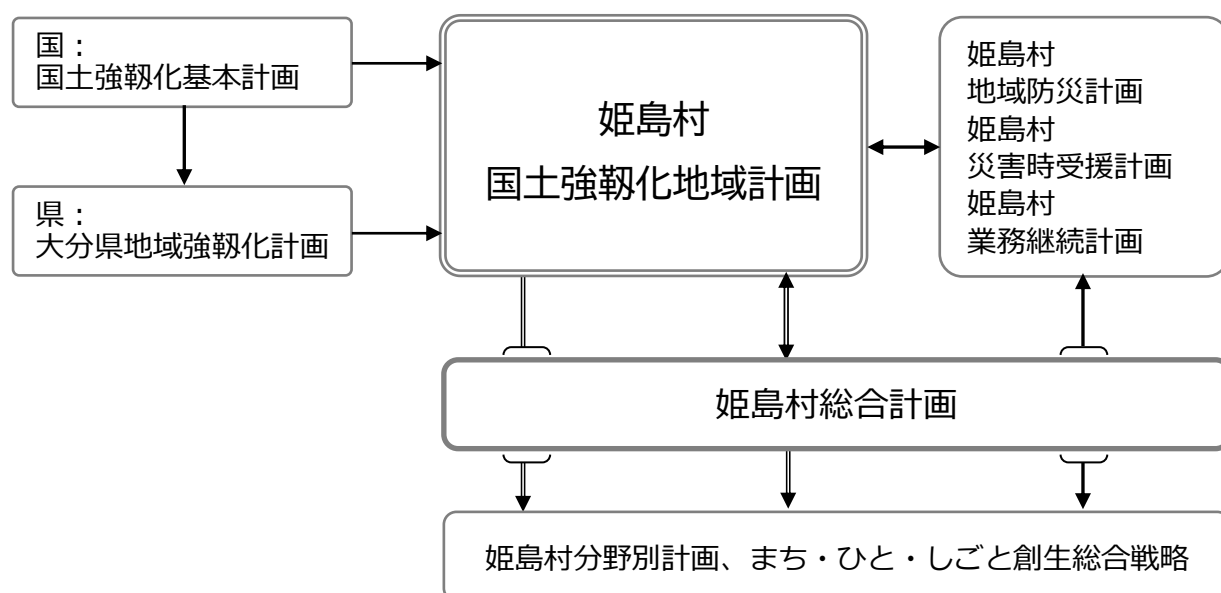 国：
国土強靱化基本計画
県：
大分県地域強靱化計画
姫島村
国土強靱化地域計画
姫島村
地域防災計画
姫島村
災害時受援計画
姫島村
業務継続計画
姫島村総合計画
姫島村分野別計画、まち・ひと・しごと創生総合戦略